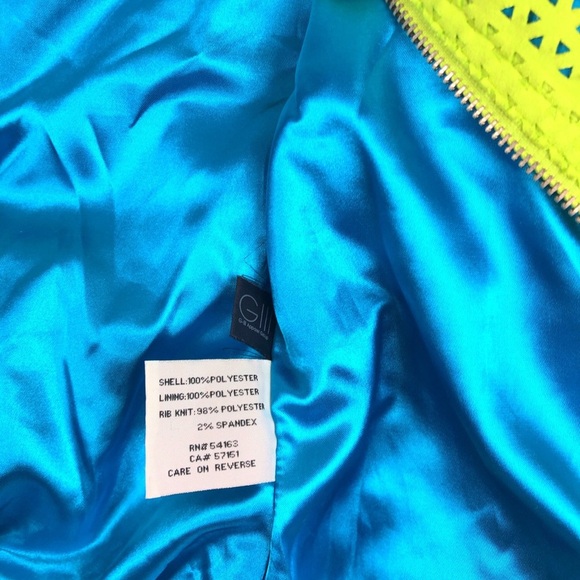 GIII
SHELL:100%POLYESTER
LINING:100%POLYESTER
RIB KNIT:98% POLYESTER
2% SPANDEX
RN# 54163
CA# 57151
CARE ON REVERSE